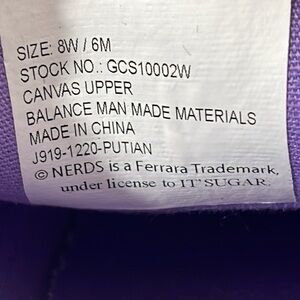 SIZE: 8W / 6M
STOCK NO.: GCS10002W
CANVAS UPPER
BALANCE MAN MADE MATERIALS
MADE IN CHINA
J919-1220-PUTIAN
© NERDS is a Ferrara Trademark,
under license to IT'SUGAR.